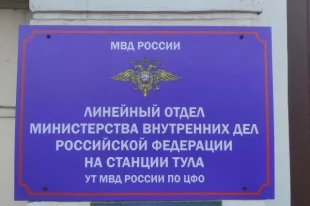 МВД РОССИИ
ЛИНЕЙНЫЙ ОТДЕЛ
МИНИСТЕРСТВА ВНУТРЕННИХ ДЕЛ
РОССИЙСКОЙ ФЕДЕРАЦИИ
НА СТАНЦИИ ТУЛА
УТ МВД РОССИИ ПО ЦФО